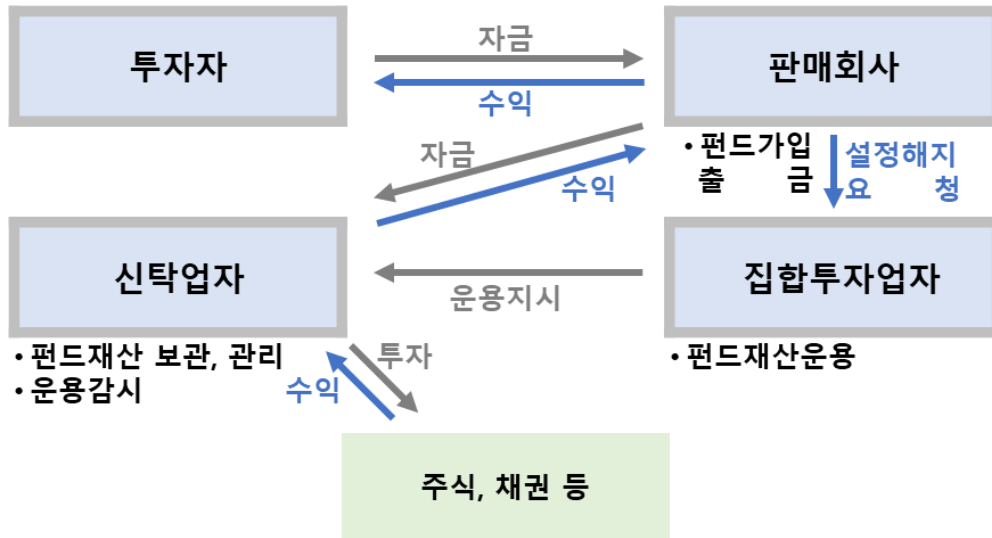 투자자
자금
수익
판매회사
자금
수익
• 펀드가입
출 금
설정해지
요 청
신탁업자
운용지시
집합투자업자
• 펀드재산 보관, 관리
• 운용감시
투자
수익
• 펀드재산운용
주식, 채권 등